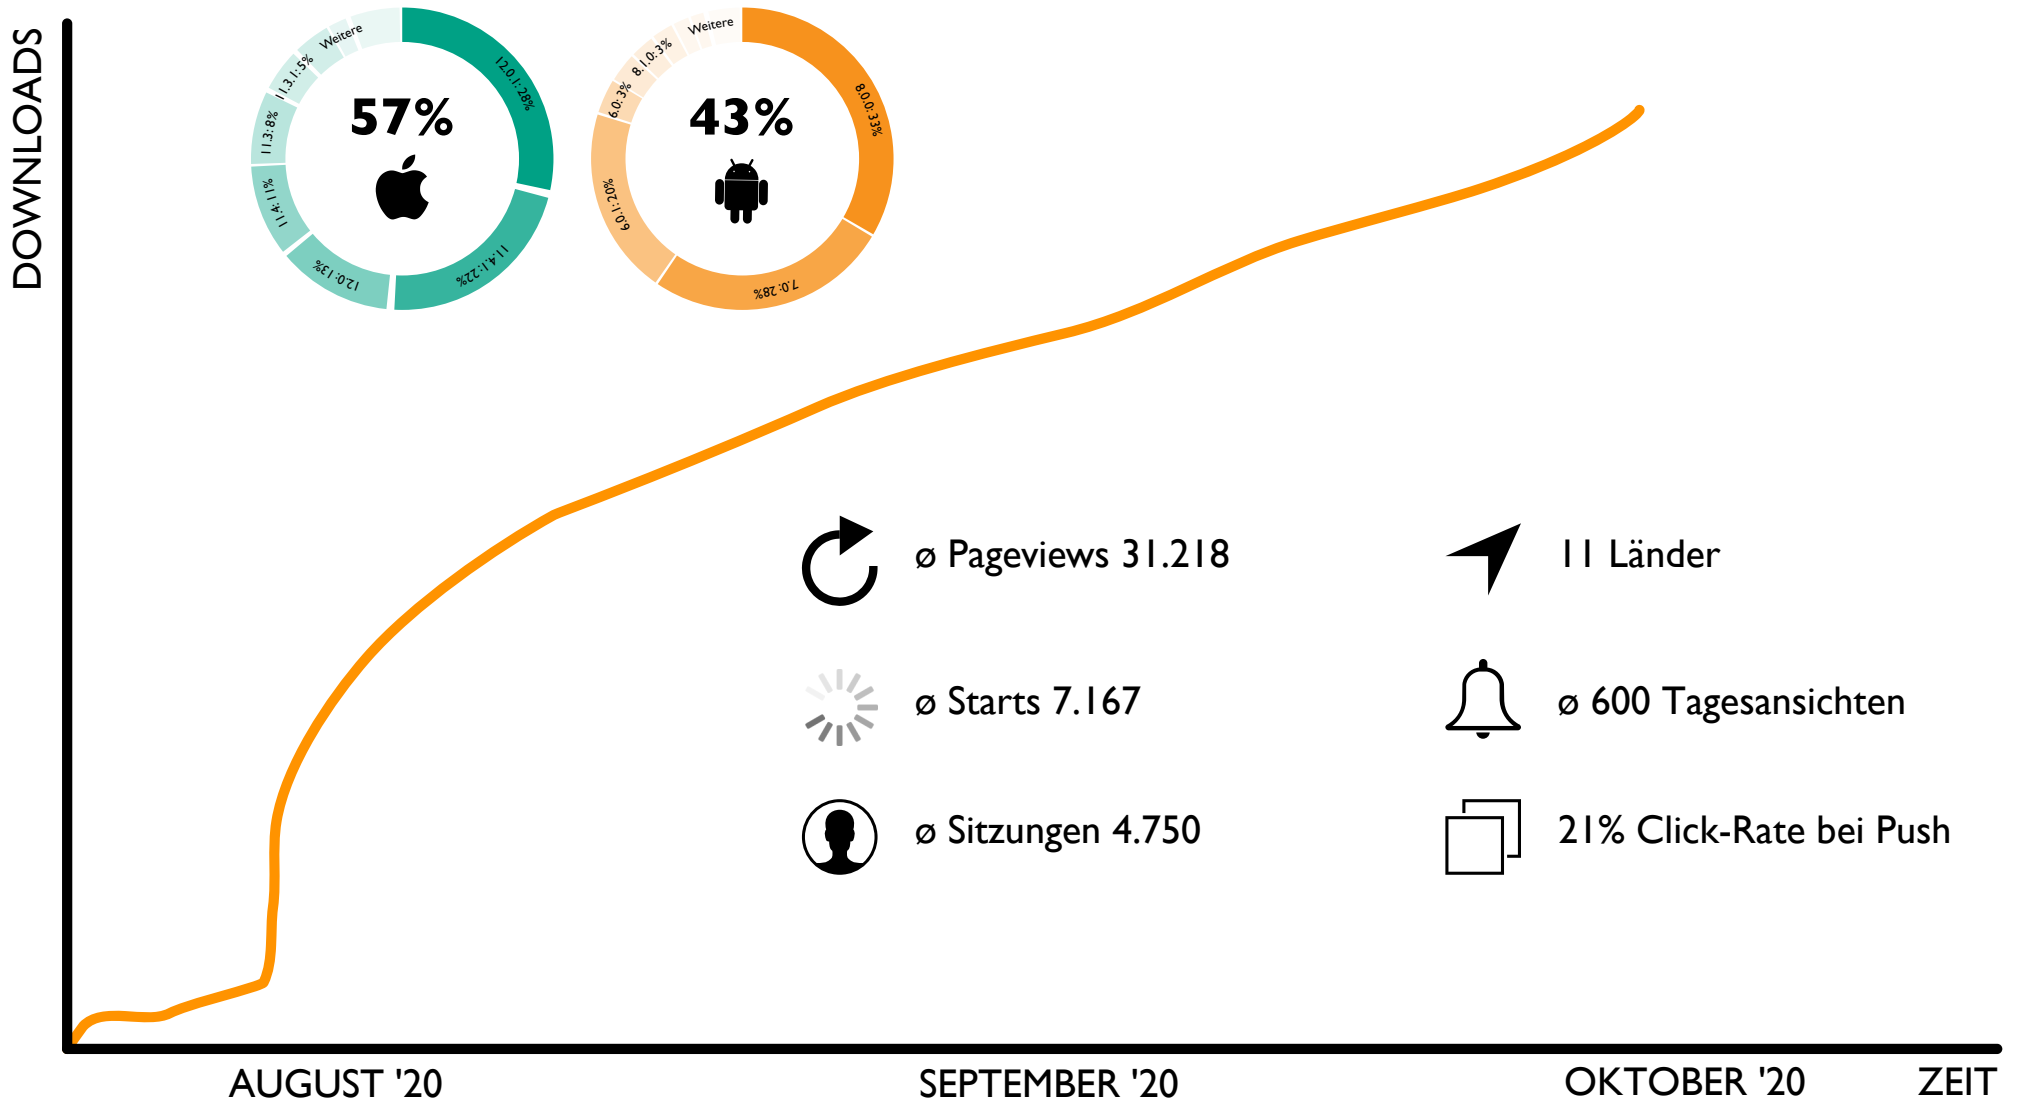 DOWNLOADS
57%
12.0.1: 28%
11.4.1: 22%
12.0: 13%
11.4: 11%
11.3: 8%
11.3.1: 5%
Weitere
43%
8.0.0: 33%
7.0: 28%
6.0.1: 20%
6.0: 3%
8.1.0: 3%
Weitere
ø Pageviews 31.218
11 Länder
ø Starts 7.167
ø 600 Tagesansichten
ø Sitzungen 4.750
21% Click-Rate bei Push
AUGUST '20
SEPTEMBER '20
OKTOBER '20
ZEIT